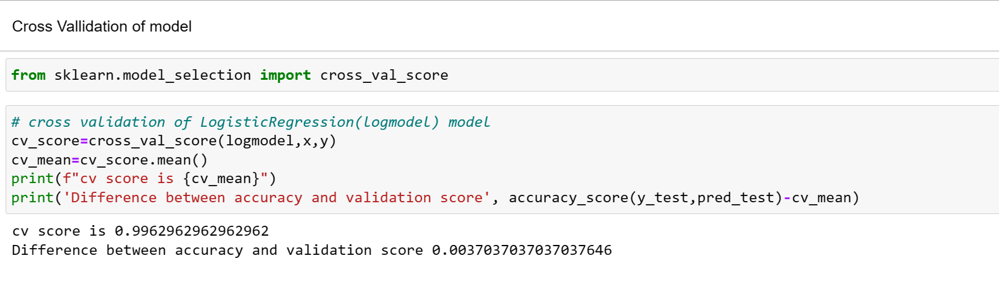 Cross Vallidation of model
from sklearn.model_selection import cross_val_score
# cross validation of LogisticRegression(logmodel) model
cv_score=cross_val_score(logmodel,x,y)
cv_mean=cv_score.mean()
print(f"cv score is {cv_mean}")
print('Difference between accuracy and validation score', accuracy_score(y_test,pred_test)-cv_mean)
cv score is 0.9962962962962962
Difference between accuracy and validation score 0.0037037037037037646